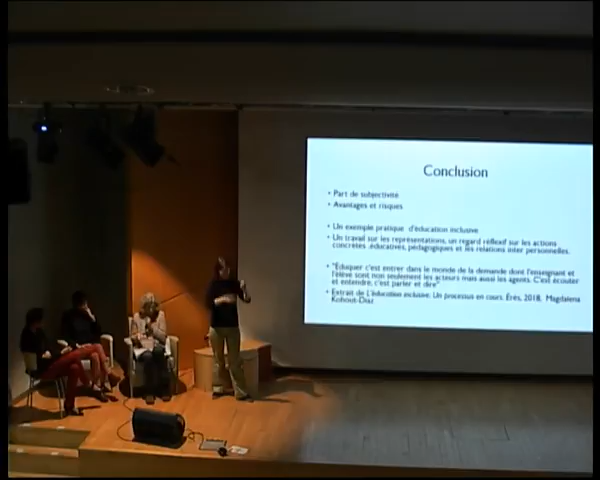 Conclusion
• Part de subjectivité
• Avantages et risques
• Un exemple pratique d'éducation inclusive
• Un travail sur les représentations, un regard réflexif sur les actions
concrètes éducatives, pédagogiques et les relations inter personnelles.
• "Éduquer c'est entrer dans le monde de la demande dont l'enseignant et
l'élève sont non seulement les acteurs mais aussi les agents. C'est écouter
et entendre, c'est parler et dire"
• Extrait de L'éducation inclusive. Un processus en cours. Érès, 2018, Magdalena
Kohout-Diaz